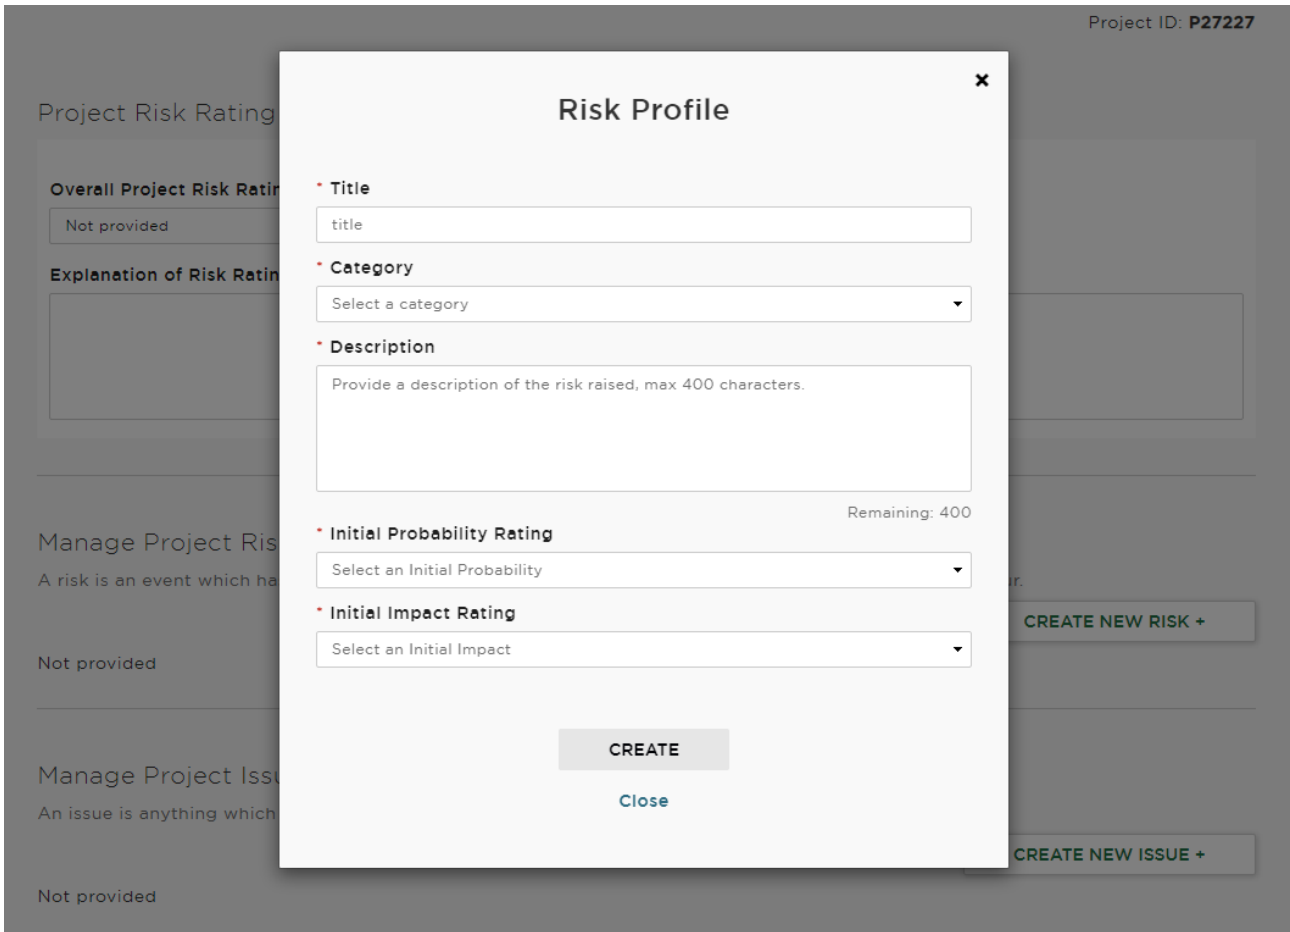 Project ID: P27227
Project Risk Rating
Overall Project Risk Ratin
Not provided
Explanation of Risk Ratin
×
Risk Profile
* Title
title
* Category
Select a category
* Description
Provide a description of the risk raised, max 400 characters.
Remaining: 400
* Initial Probability Rating
Select an Initial Probability
* Initial Impact Rating
Select an Initial Impact
CREATE
Close
Manage Project Ris
A risk is an event which ha
ur.
CREATE NEW RISK +
Not provided
Manage Project Issu
An issue is anything which
CREATE NEW ISSUE +
Not provided